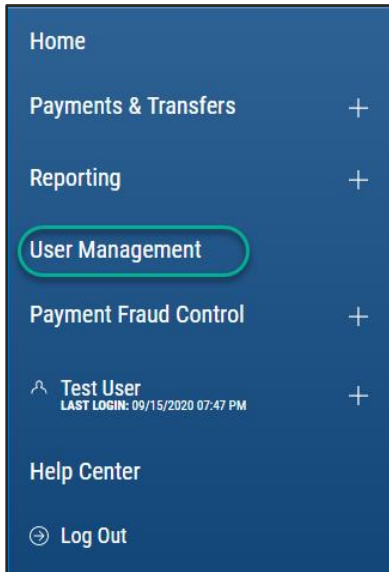 Home
Payments & Transfers
Reporting
User Management
Payment Fraud Control
Test User
LAST LOGIN: 09/15/2020 07:47 PM
Help Center
Log Out